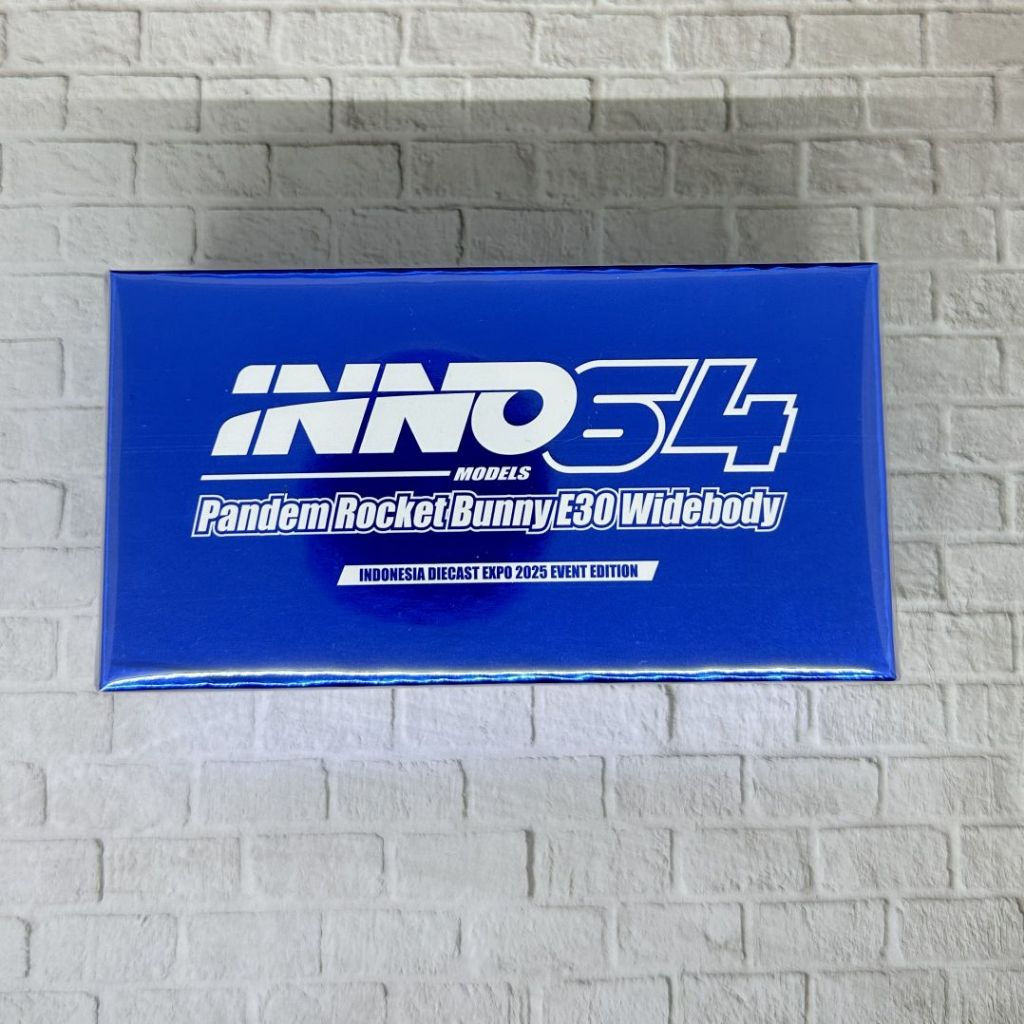 INNO64
MODELS
Pandem Rocket Bunny E30 Widebody
INDONESIA DIECAST EXPO 2025 EVENT EDITION